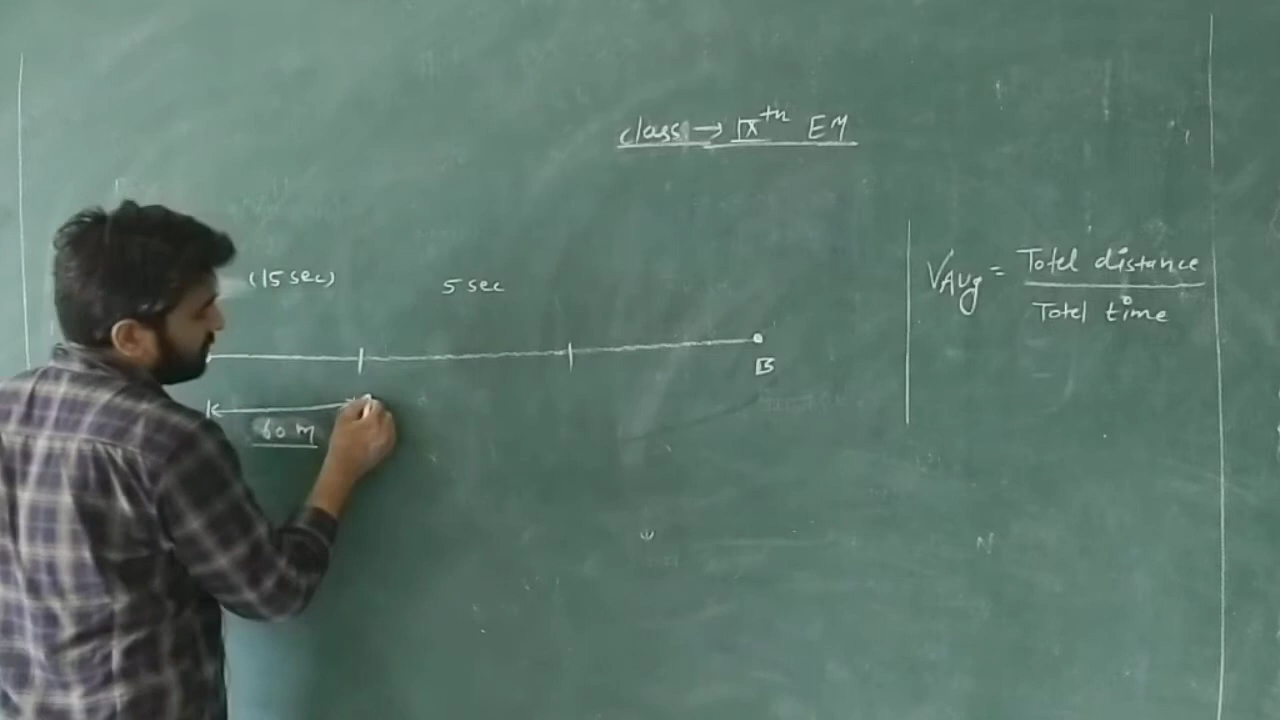 class → IXth EM
(15 sec)
5 sec
VAvg = Totel distance
Totel time
B
60 m
N